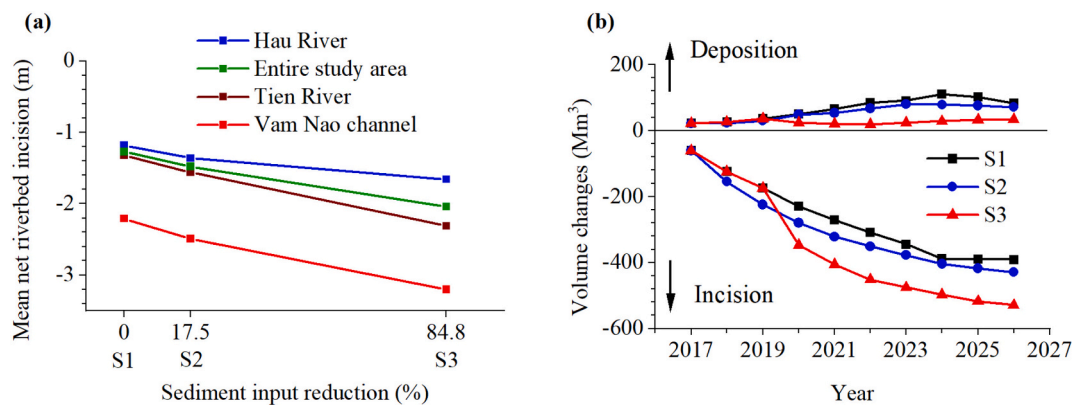 (a)
Hau River
Entire study area
Tien River
Vam Nao channel
Mean net riverbed incision (m)
0
-1
-2
-3
0
17.5
84.8
S1
S2
S3
Sediment input reduction (%)
(b)
Deposition
Volume changes (Mm³)
200
0
-200
-400
-600
S1
S2
S3
Incision
2017
2019
2021
2023
2025
2027
Year